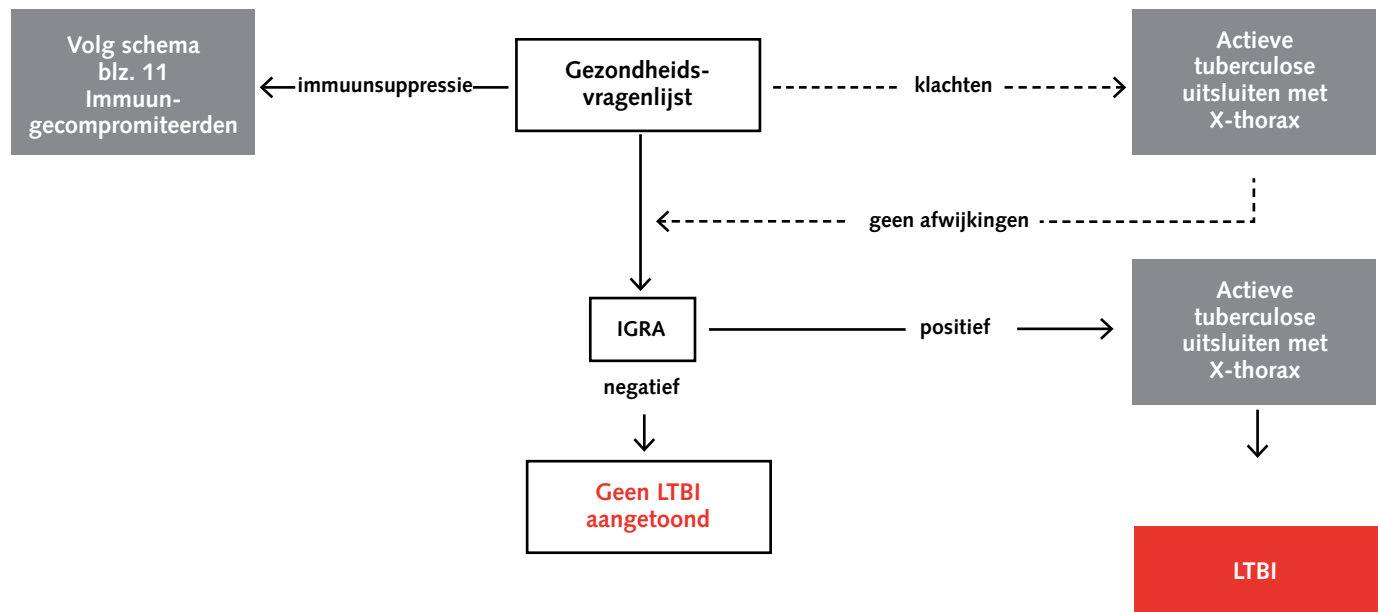 Volg schema
blz. 11
Immuun-
gecompromiteerden
immuunsuppressie
Gezondheids-
vragenlijst
klachten
Actieve
tuberculose
uitsluiten met
X-thorax
geen afwijkingen
IGRA
positief
Actieve
tuberculose
uitsluiten met
X-thorax
negatief
Geen LTBI
aangetoond
LTBI